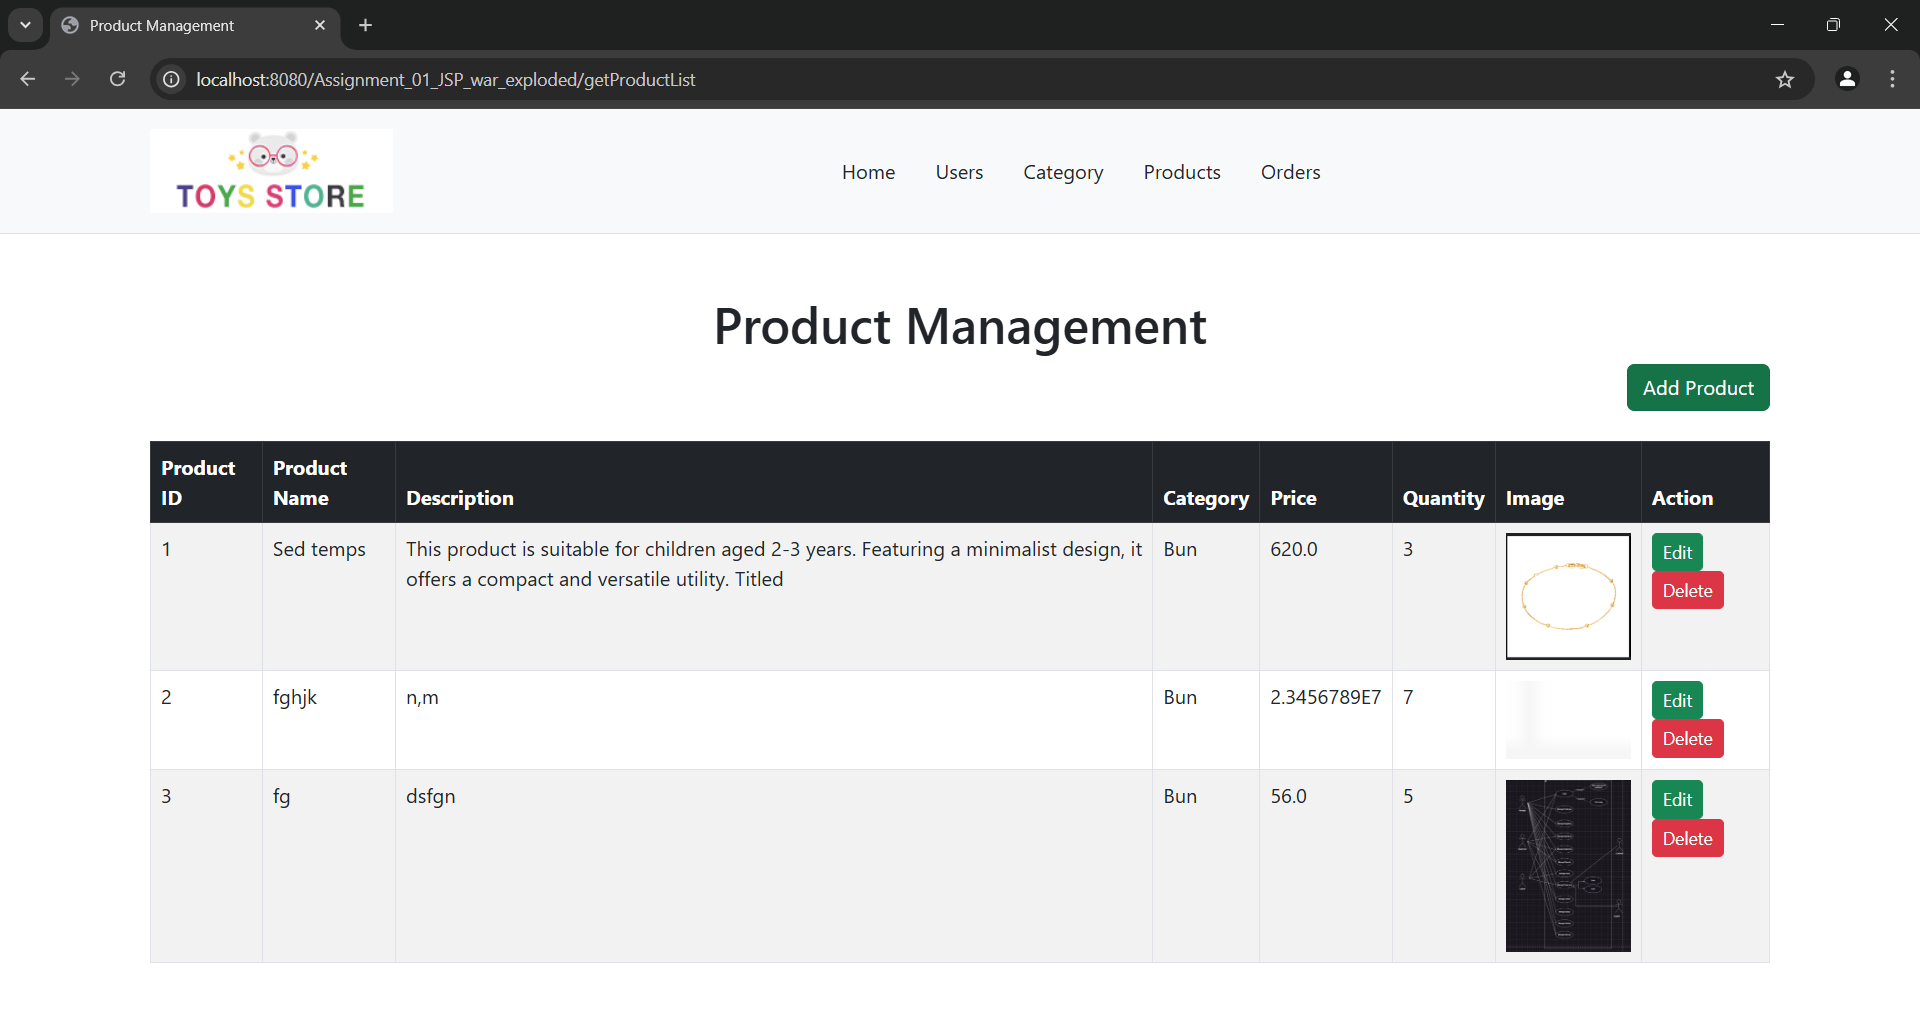 Product Management
localhost:8080/Assignment_01_JSP_war_exploded/getProductList
TOYS STORE
Home Users Category Products Orders
Product Management
Add Product
Product ID Product Name Description Category Price Quantity Image Action
1 Sed temps This product is suitable for children aged 2-3 years. Featuring a minimalist design, it Bun 620.0 3 Edit
offers a compact and versatile utility. Titled Delete
2 fghjk n,m Bun 2.3456789E7 7 Edit
Delete
3 fg dsfgn Bun 56.0 5 Edit
Delete